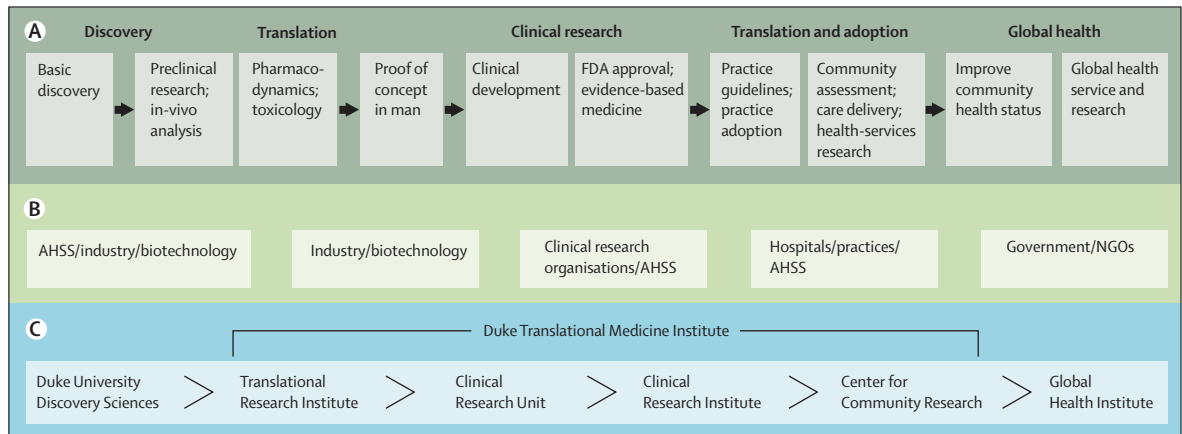 A
Discovery
Translation
Clinical research
Translation and adoption
Global health
Basic
discovery
Preclinical
research;
in-vivo
analysis
Pharmaco-
dynamics;
toxicology
Proof of
concept
in man
Clinical
development
FDA approval;
evidence-based
medicine
Practice
guidelines;
practice
adoption
Community
assessment;
care delivery;
health-services
research
Improve
community
health status
Global health
service and
research
B
AHSS/industry/biotechnology
Industry/biotechnology
Clinical research
organisations/AHSS
Hospitals/practices/
AHSS
Government/NGOs
C
Duke Translational Medicine Institute
Duke University
Discovery Sciences
Translational
Research Institute
Clinical
Research Unit
Clinical
Research Institute
Center for
Community Research
Global
Health Institute